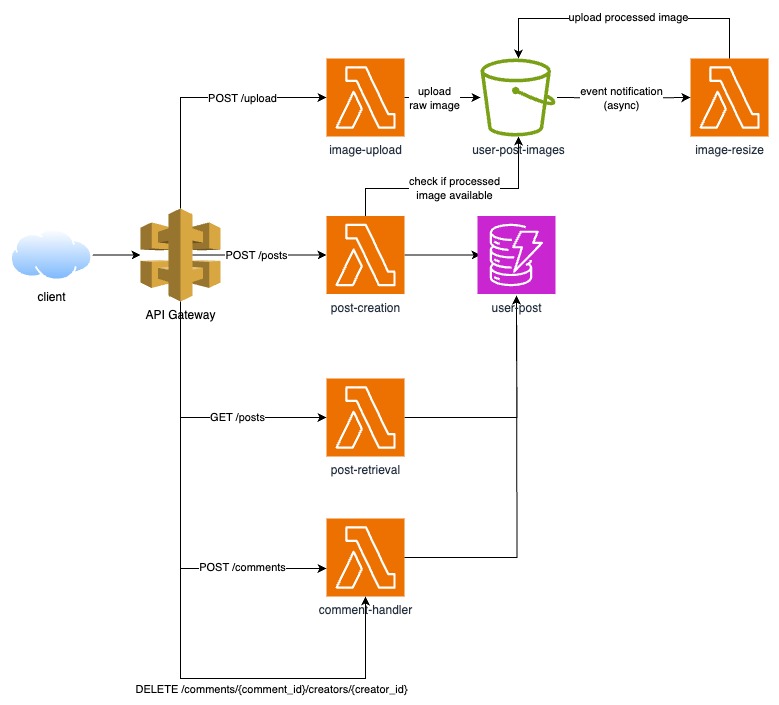 upload processed image
POST /upload
upload
raw image
event notification
(async)
image-upload
user-post-images
image-resize
check if processed
image available
POST /posts
client
API Gateway
post-creation
user-post
GET /posts
post-retrieval
POST /comments
comment-handler
DELETE /comments/{comment_id}/creators/{creator_id}